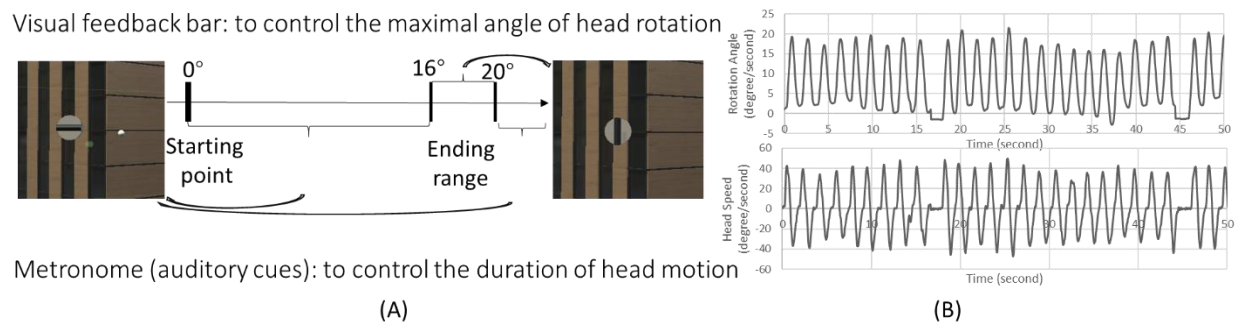 Visual feedback bar: to control the maximal angle of head rotation
0°
16°
20°
Starting
point
Ending
range
Metronome (auditory cues): to control the duration of head motion
(A)
Rotation Angle
(degree/second)
25
20
15
10
5
0
-5
0 5 10 15 20 25 30 35 40 45 50
Time (second)
Head Speed
(degree/second)
60
40
20
0
-20
-40
-60
0 10 20 30 40 50
Time (second)
(B)